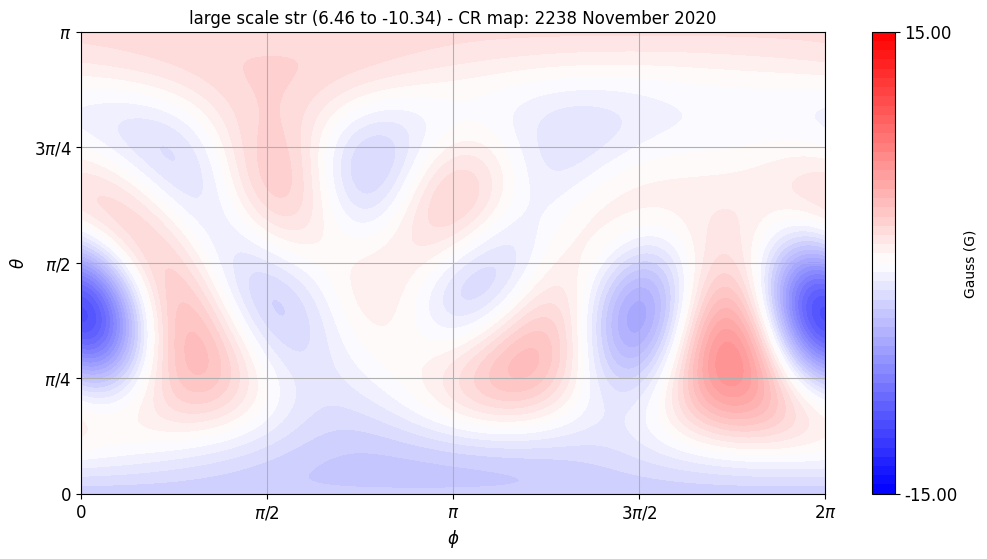 large scale str (6.46 to -10.34) - CR map: 2238 November 2020
π
3π/4
π/2
π/4
0
θ
0
π/2
π
3π/2
2π
ϕ
15.00
-15.00
Gauss (G)